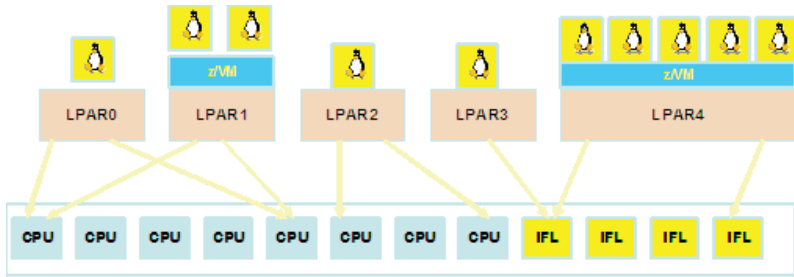 z/VM
z/VM
LPAR0 LPAR1 LPAR2 LPAR3 LPAR4
CPU CPU CPU CPU CPU CPU CPU CPU IFL IFL IFL IFL